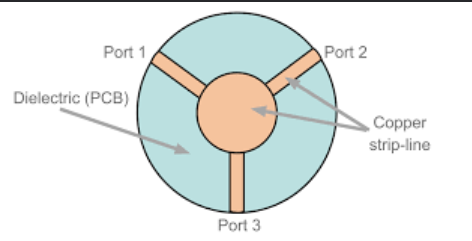 Port 1
Port 2
Dielectric (PCB)
Copper
strip-line
Port 3